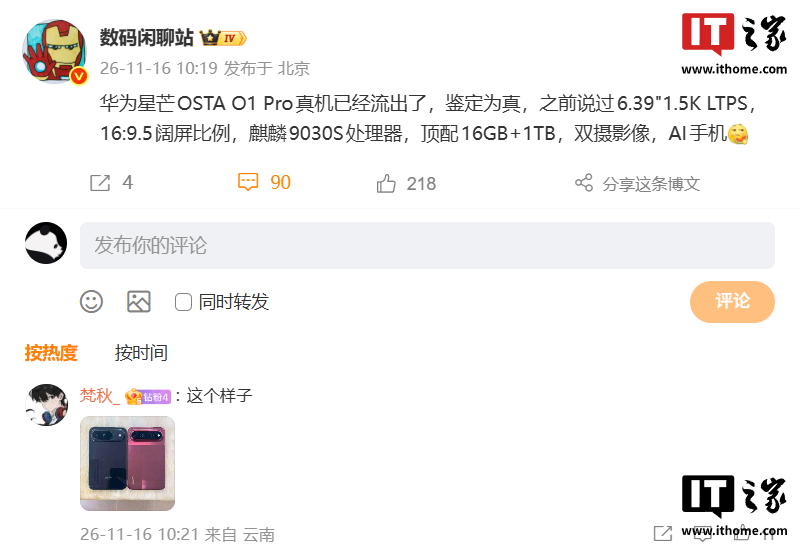 数码闲聊站 IV
IT之家
www.ithome.com
26-11-16 10:19 发布于 北京
华为星芒OSTA O1 Pro真机已经流出了，鉴定为真，之前说过6.39"1.5K LTPS，
16:9.5阔屏比例，麒麟9030S处理器，顶配16GB+1TB，双摄影像，AI手机
4 90 218 分享这条博文
发布你的评论
同时转发 评论
按热度 按时间
梵秋_ 钻粉4：这个样子
IT之家
26-11-16 10:21 来自 云南
www.ithome.com